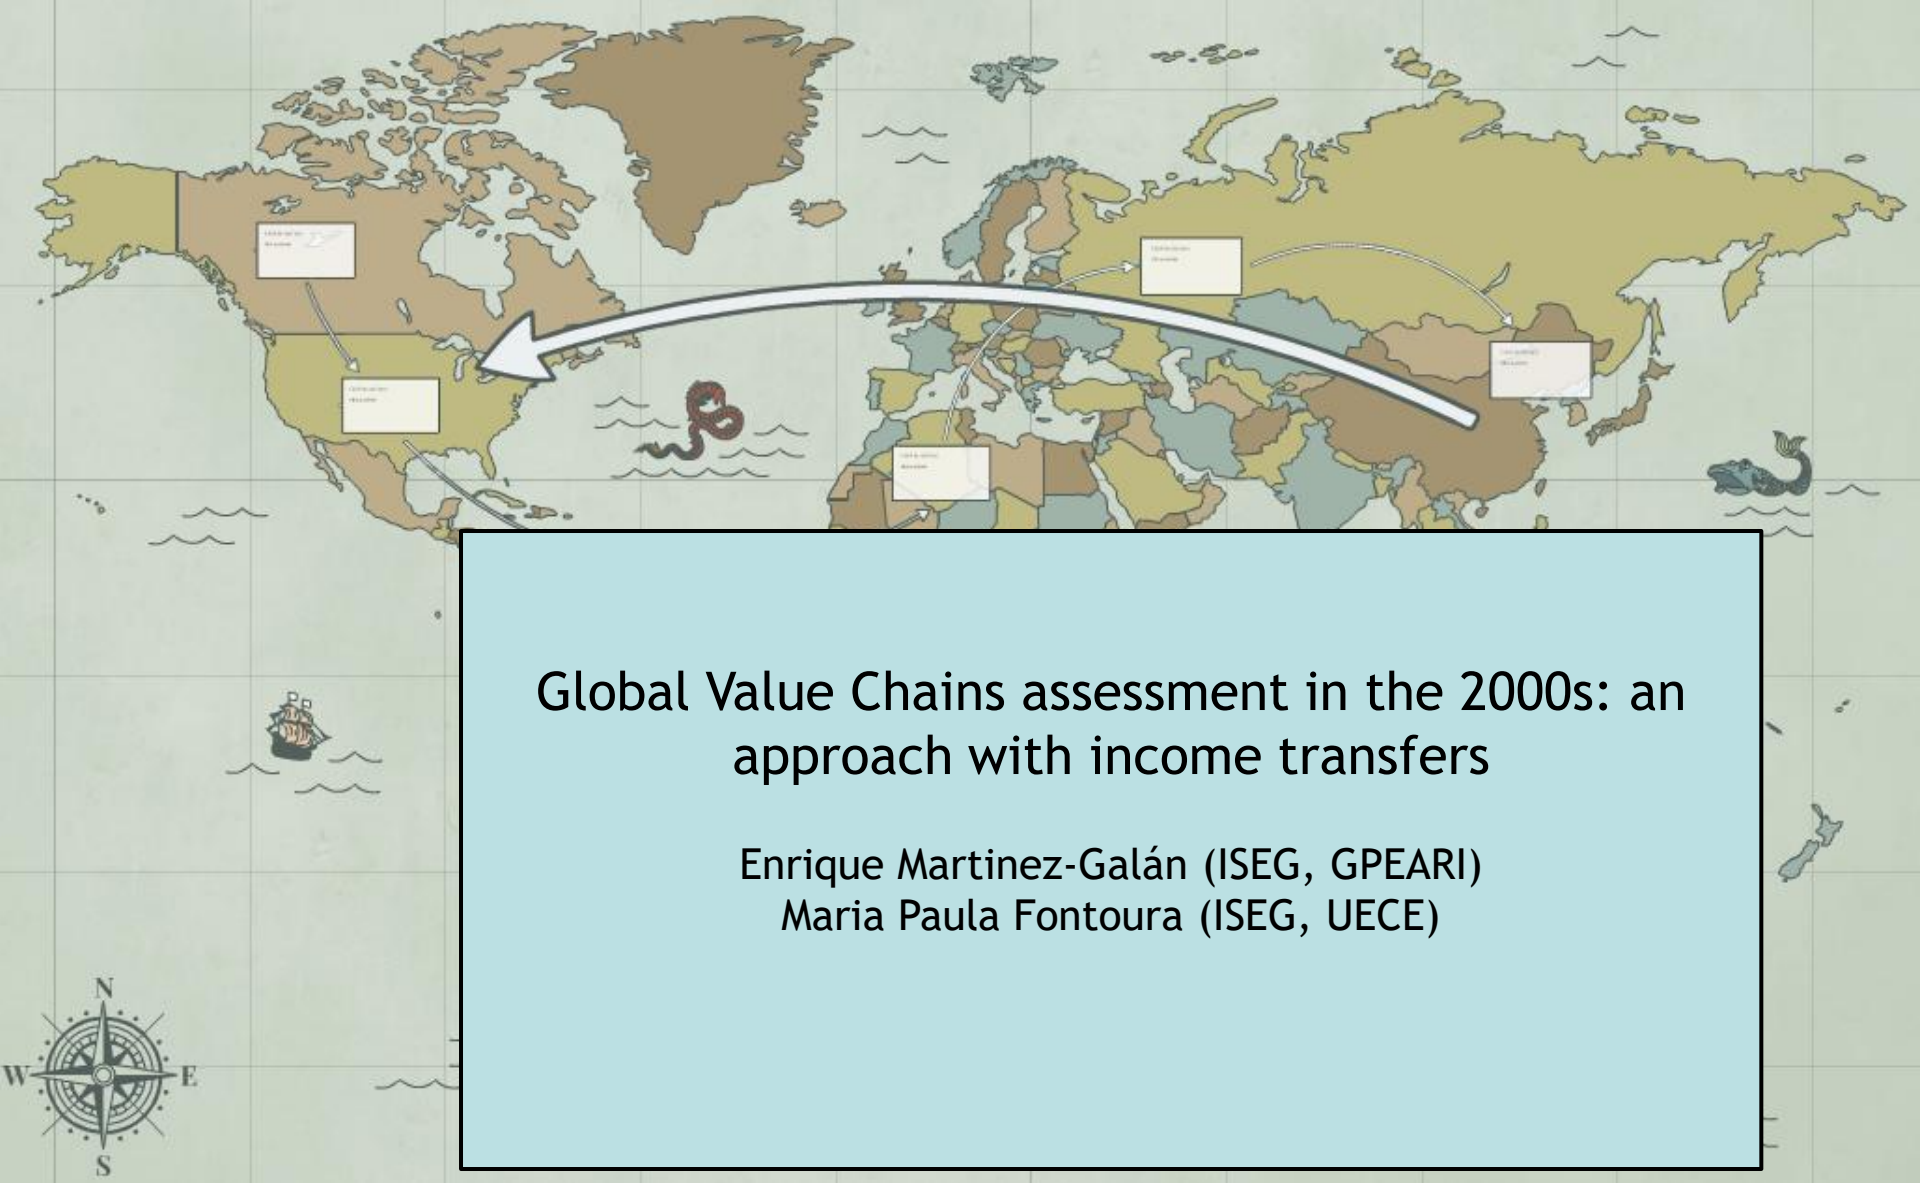 Global Value Chains assessment in the 2000s: an
approach with income transfers
Enrique Martinez-Galán (ISEG, GPEARI)
Maria Paula Fontoura (ISEG, UECE)
N
W
E
S